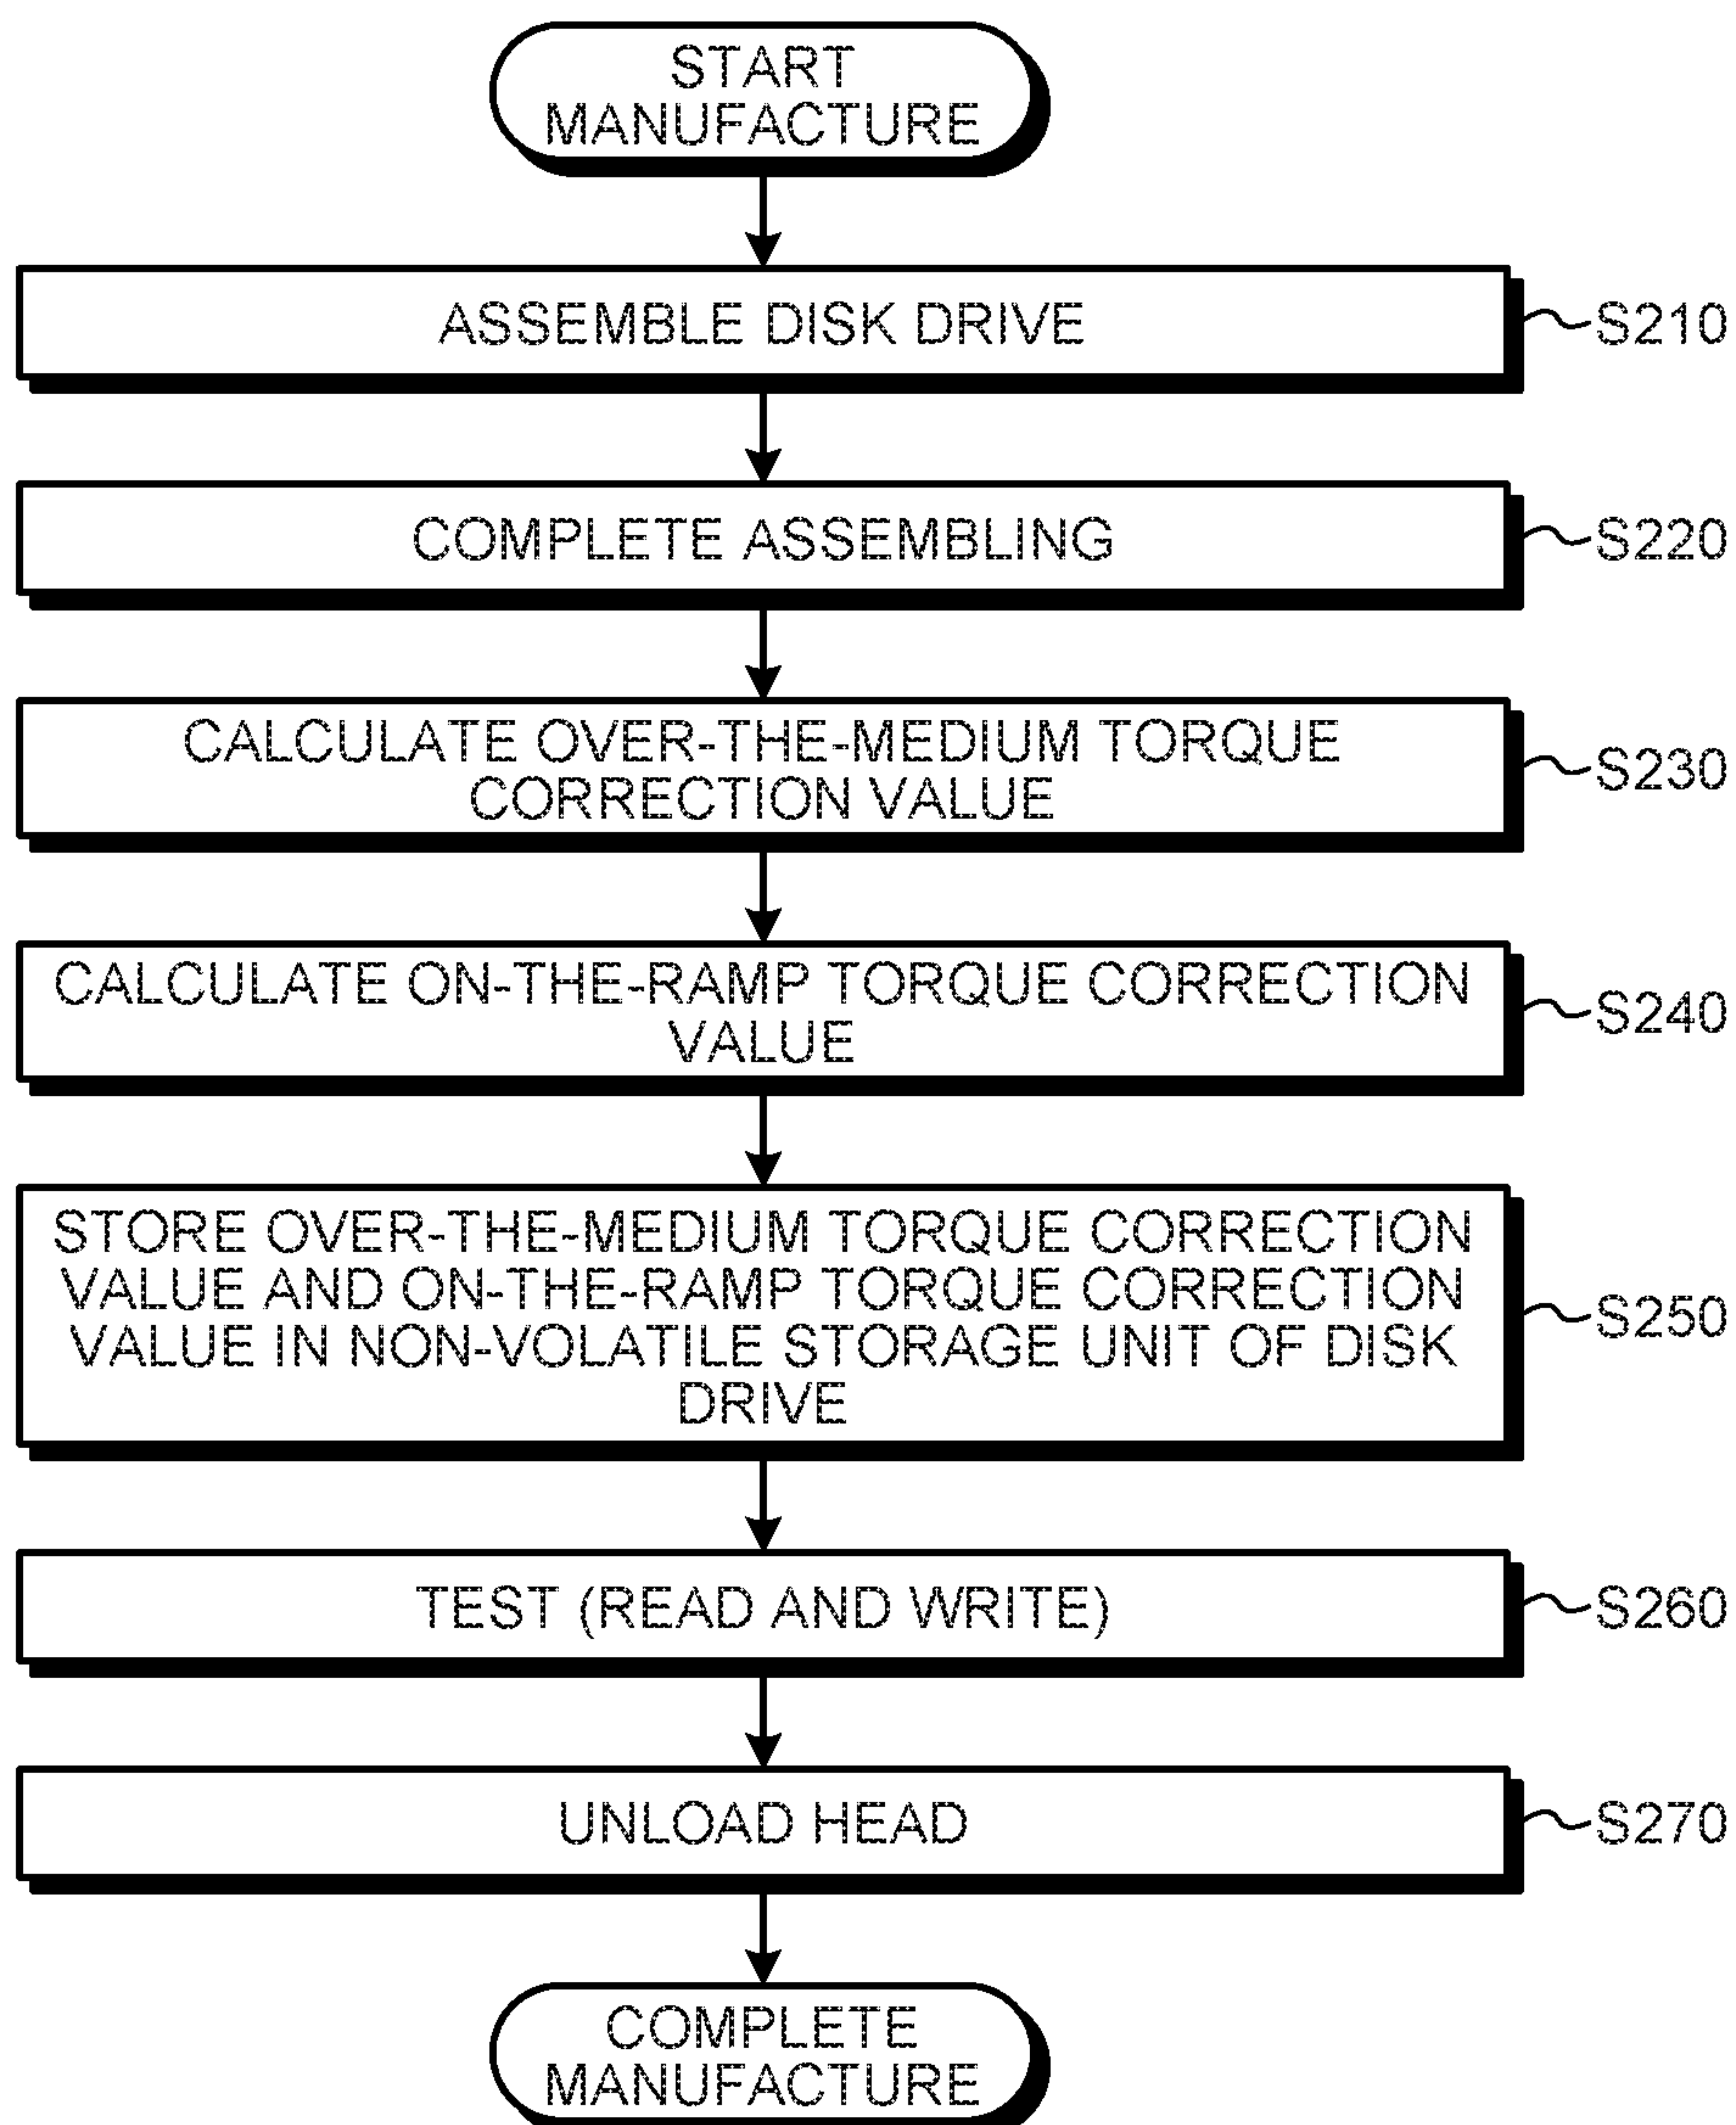 START
MANUFACTURE
ASSEMBLE DISK DRIVE
S210
COMPLETE ASSEMBLING
S220
CALCULATE OVER-THE-MEDIUM TORQUE
CORRECTION VALUE
S230
CALCULATE ON-THE-RAMP TORQUE CORRECTION
VALUE
S240
STORE OVER-THE-MEDIUM TORQUE CORRECTION
VALUE AND ON-THE-RAMP TORQUE CORRECTION
VALUE IN NON-VOLATILE STORAGE UNIT OF DISK
DRIVE
S250
TEST (READ AND WRITE)
S260
UNLOAD HEAD
S270
COMPLETE
MANUFACTURE